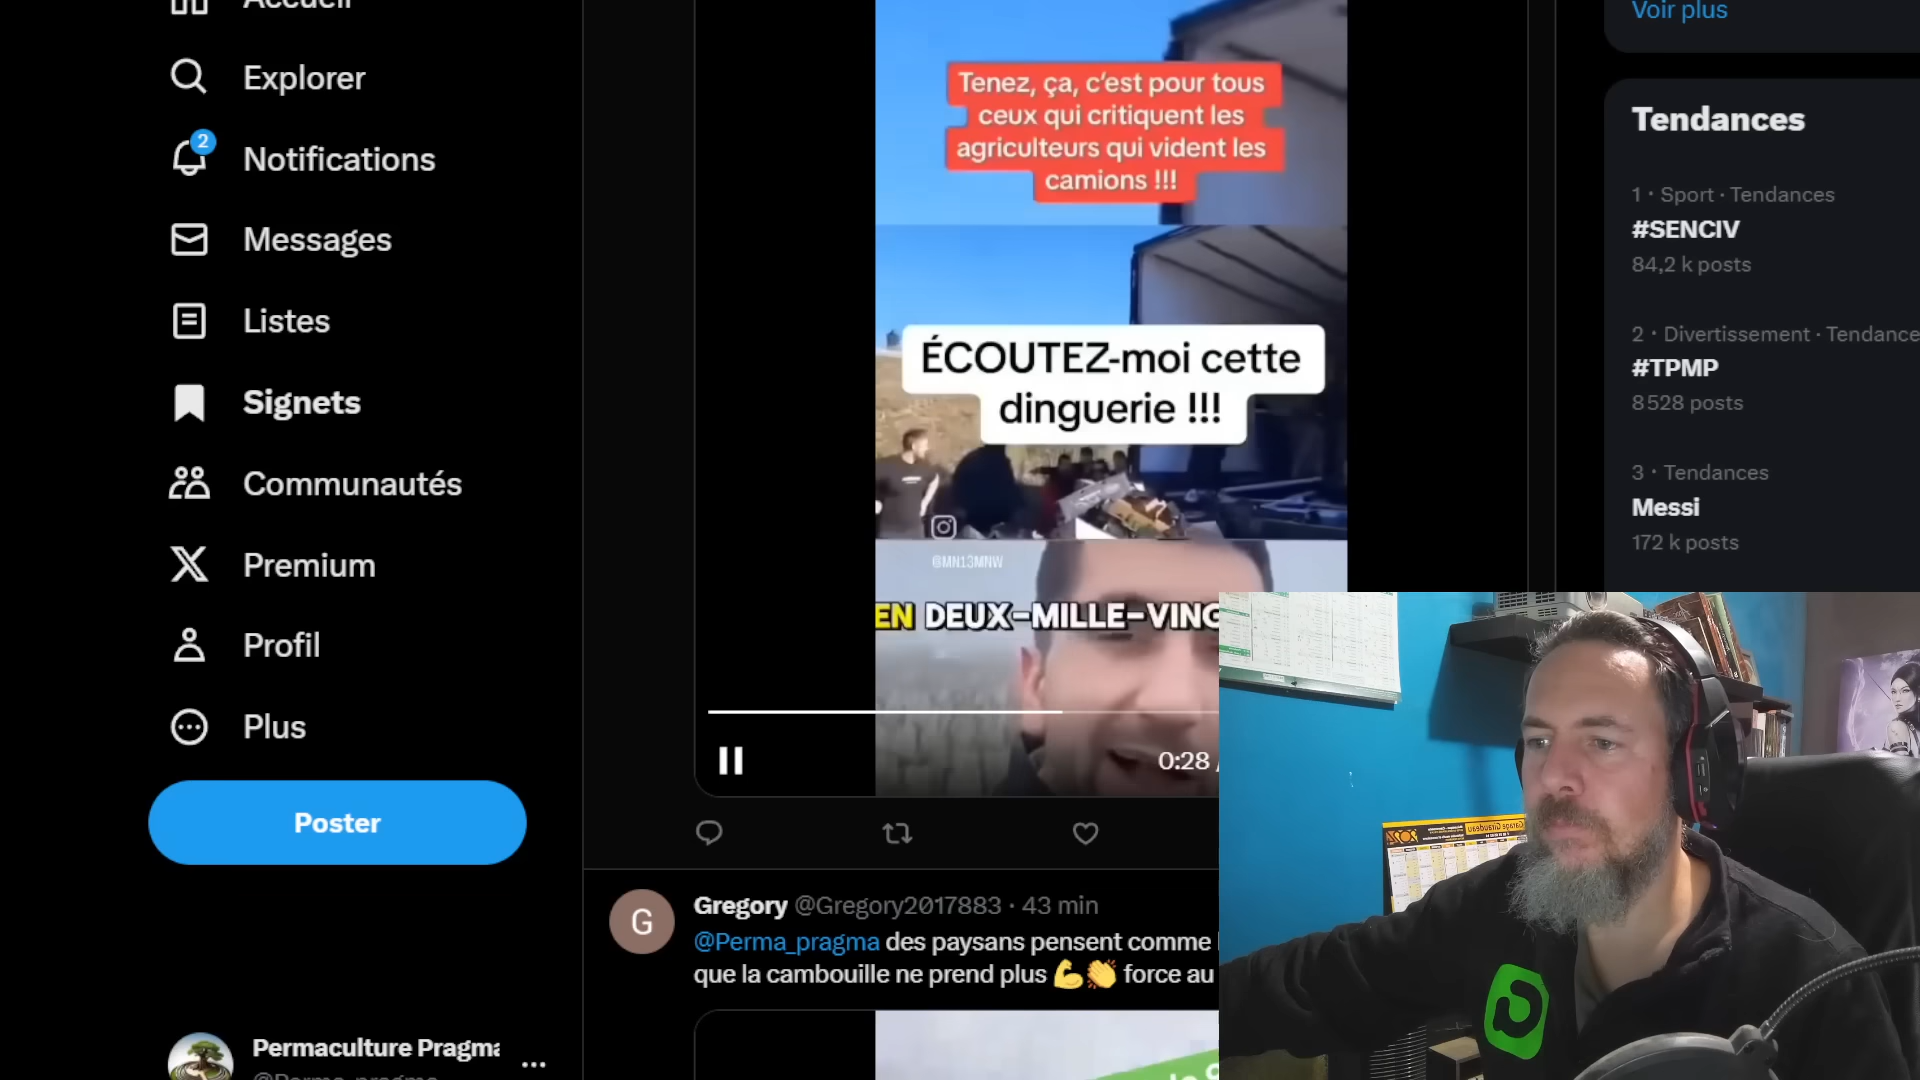 Accueil
Explorer
2
Notifications
Messages
Listes
Signets
Communautés
Premium
Profil
Plus
Poster
Permaculture Pragma
...
@Perma_pragma
Tenez, ça, c'est pour tous
ceux qui critiquent les
agriculteurs qui vident les
camions !!!
ÉCOUTEZ-moi cette
dinguerie !!!
@MN13MNW
EN DEUX-MILLE-VING
0:28 /
G
Gregory @Gregory2017883 · 43 min
@Perma_pragma des paysans pensent comme
que la cambouille ne prend plus 💪👏 force au
Voir plus
Tendances
1 · Sport · Tendances
#SENCIV
84,2 k posts
2 · Divertissement · Tendance
#TPMP
8 528 posts
3 · Tendances
Messi
172 k posts